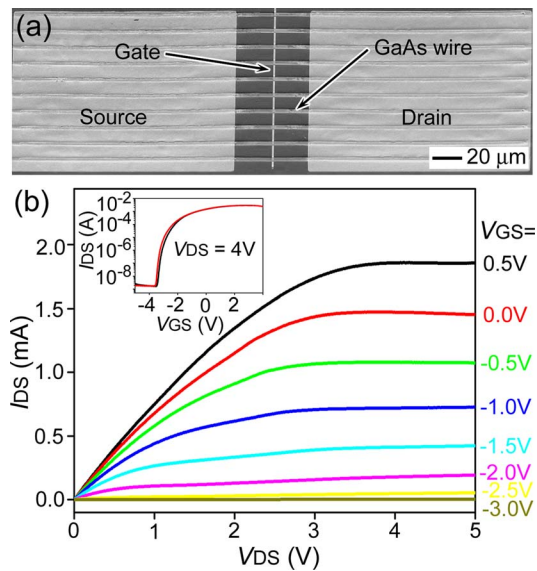 (a)
Gate
GaAs wire
Source
Drain
20 μm
(b)
10⁻²
10⁻⁴
10⁻⁶
10⁻⁸
IDS (A)
VDS = 4V
-4 -2 0 2
VGS (V)
VGS=
0.5V
0.0V
-0.5V
-1.0V
-1.5V
-2.0V
-2.5V
-3.0V
2.0
1.5
1.0
0.5
0.0
IDS (mA)
0 1 2 3 4 5
VDS (V)